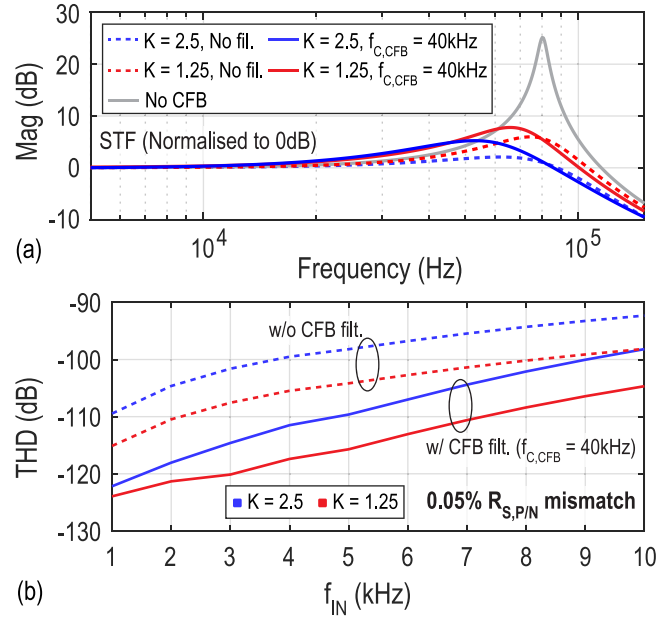 30
20
10
0
-10
Mag (dB)
K = 2.5, No fil.
K = 2.5, f_C,CFB = 40kHz
K = 1.25, No fil.
K = 1.25, f_C,CFB = 40kHz
No CFB
STF (Normalised to 0dB)
10^4
10^5
(a)
Frequency (Hz)
-90
-100
-110
-120
-130
THD (dB)
w/o CFB filt.
w/ CFB filt. (f_C,CFB = 40kHz)
K = 2.5
K = 1.25
0.05% R_S,P/N mismatch
1 2 3 4 5 6 7 8 9 10
(b)
f_IN (kHz)